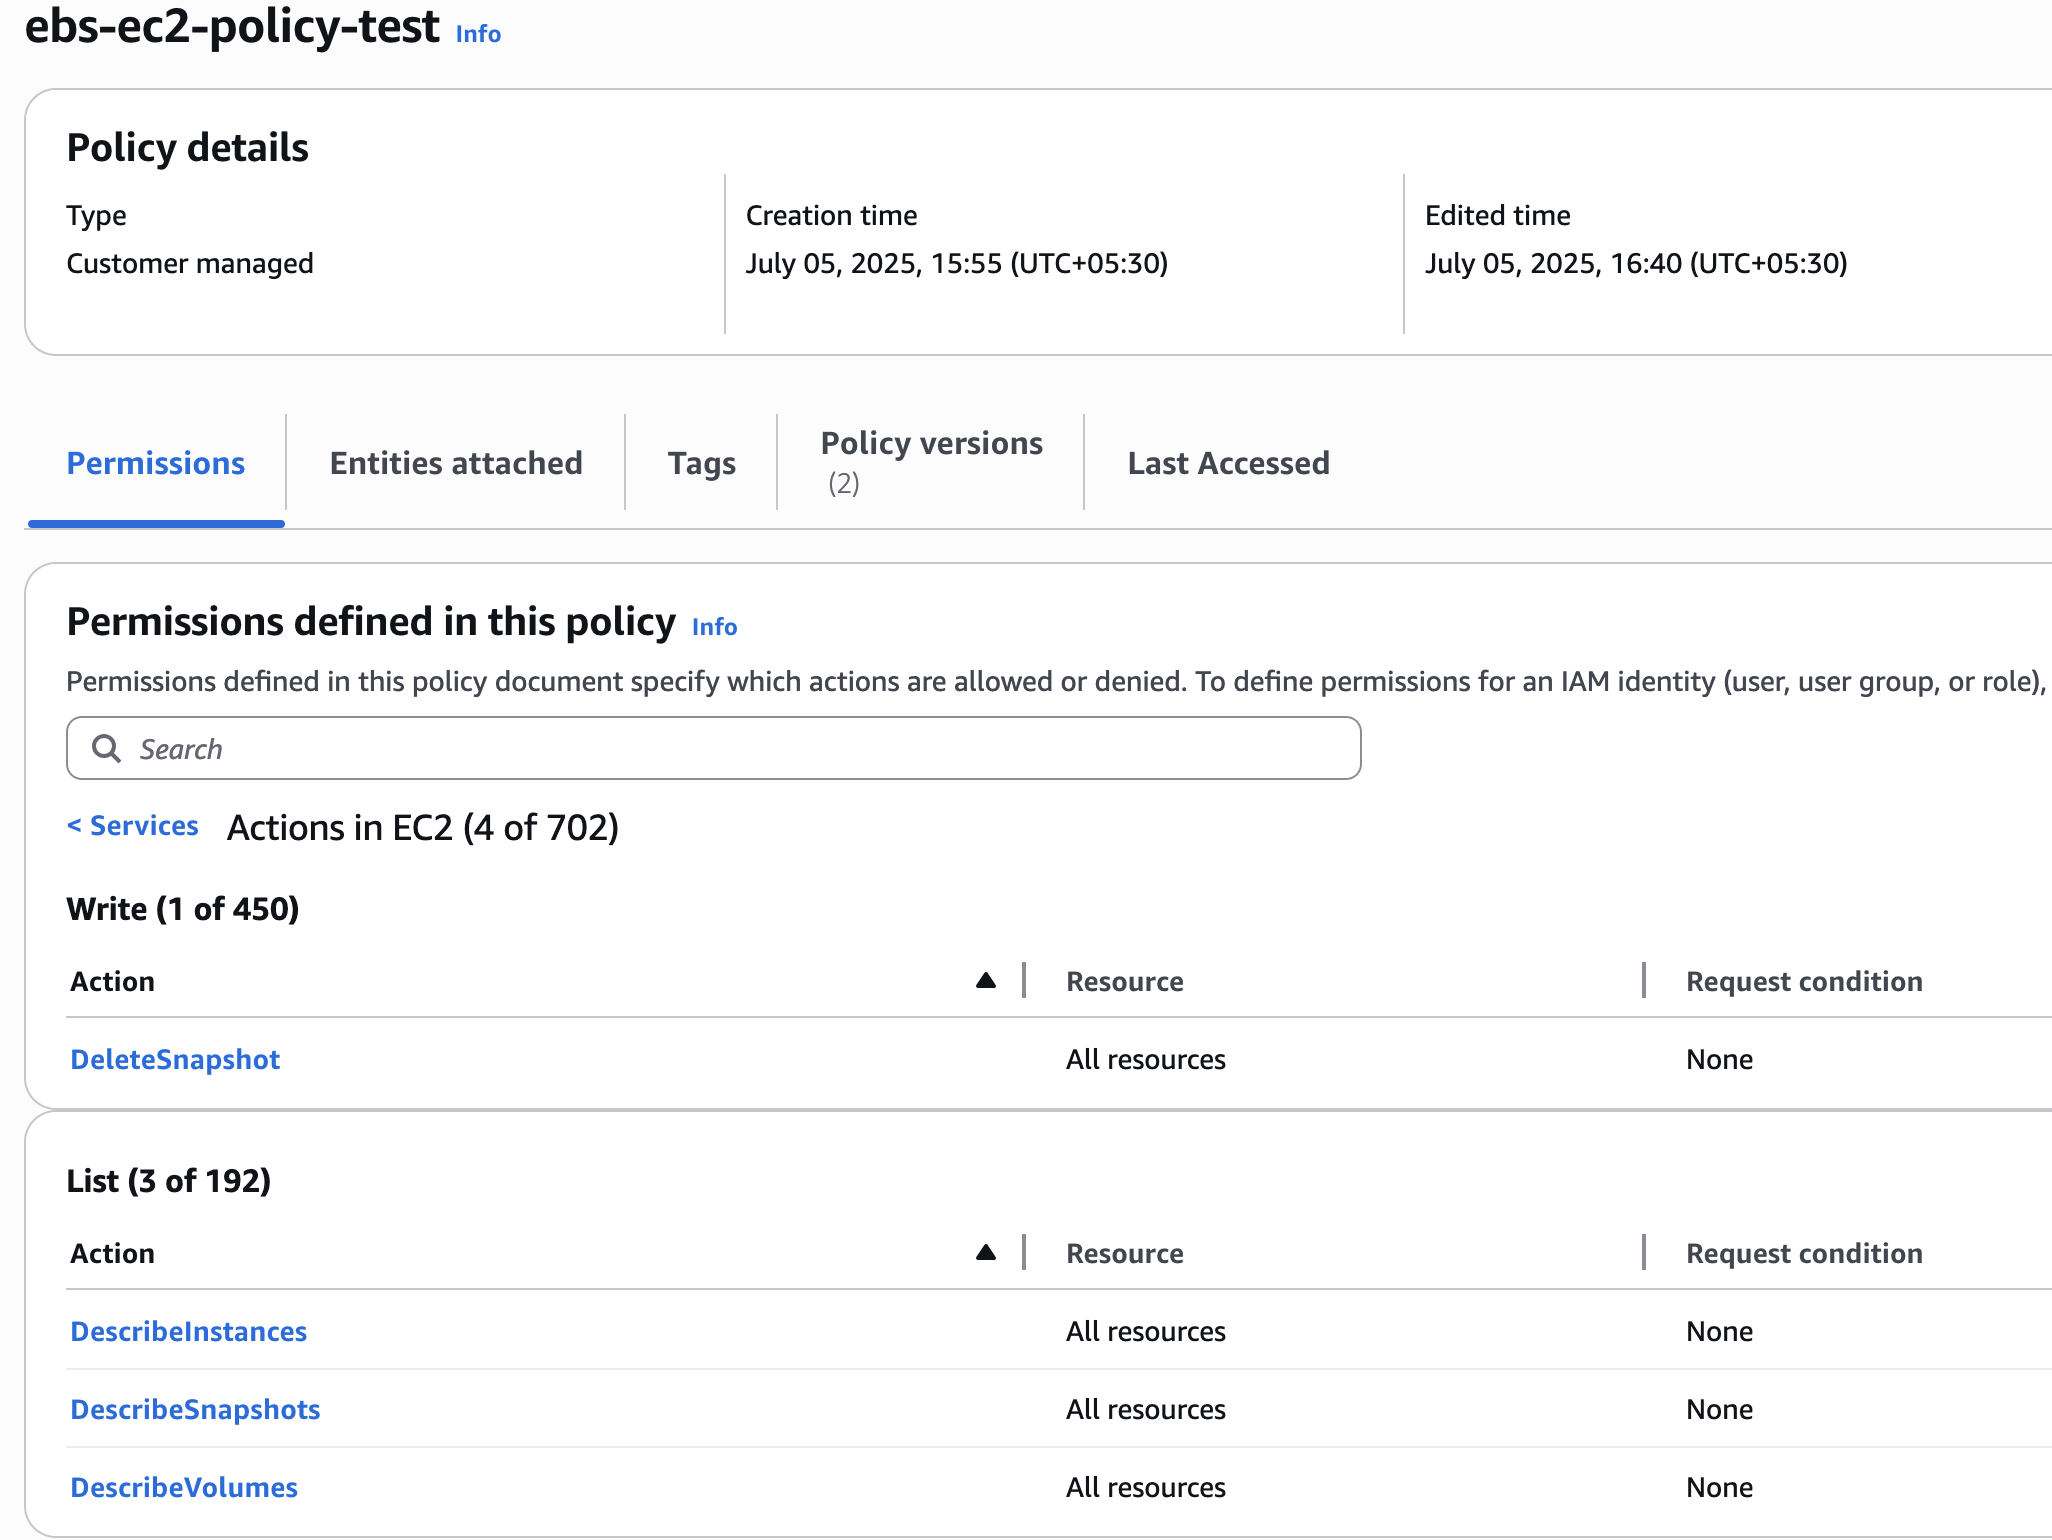 ebs-ec2-policy-test Info
Policy details
Type
Customer managed
Creation time
July 05, 2025, 15:55 (UTC+05:30)
Edited time
July 05, 2025, 16:40 (UTC+05:30)
Permissions
Entities attached
Tags
Policy versions
(2)
Last Accessed
Permissions defined in this policy Info
Permissions defined in this policy document specify which actions are allowed or denied. To define permissions for an IAM identity (user, user group, or role),
Search
< Services Actions in EC2 (4 of 702)
Write (1 of 450)
Action ▲ Resource Request condition
DeleteSnapshot All resources None
List (3 of 192)
Action ▲ Resource Request condition
DescribeInstances All resources None
DescribeSnapshots All resources None
DescribeVolumes All resources None